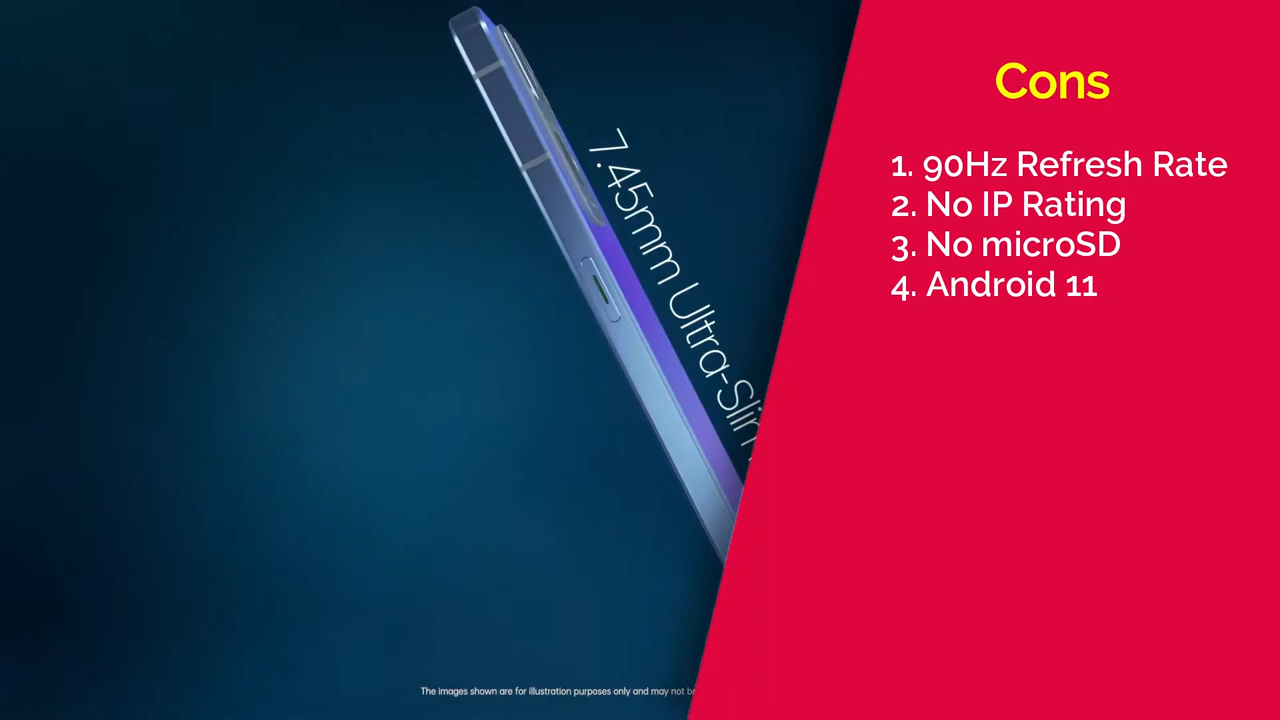 7.45mm Ultra-Slim
The images shown are for illustration purposes only and may not be
Cons
1. 90Hz Refresh Rate
2. No IP Rating
3. No microSD
4. Android 11